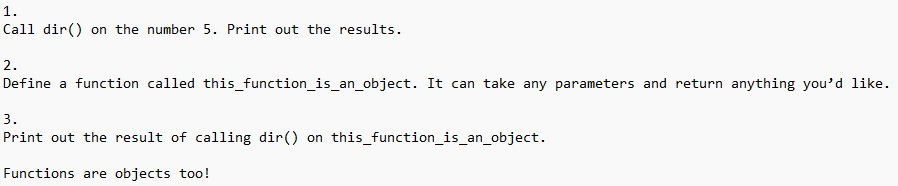 1.
Call dir() on the number 5. Print out the results.
2.
Define a function called this_function_is_an_object. It can take any parameters and return anything you’d like.
3.
Print out the result of calling dir() on this_function_is_an_object.
Functions are objects too!